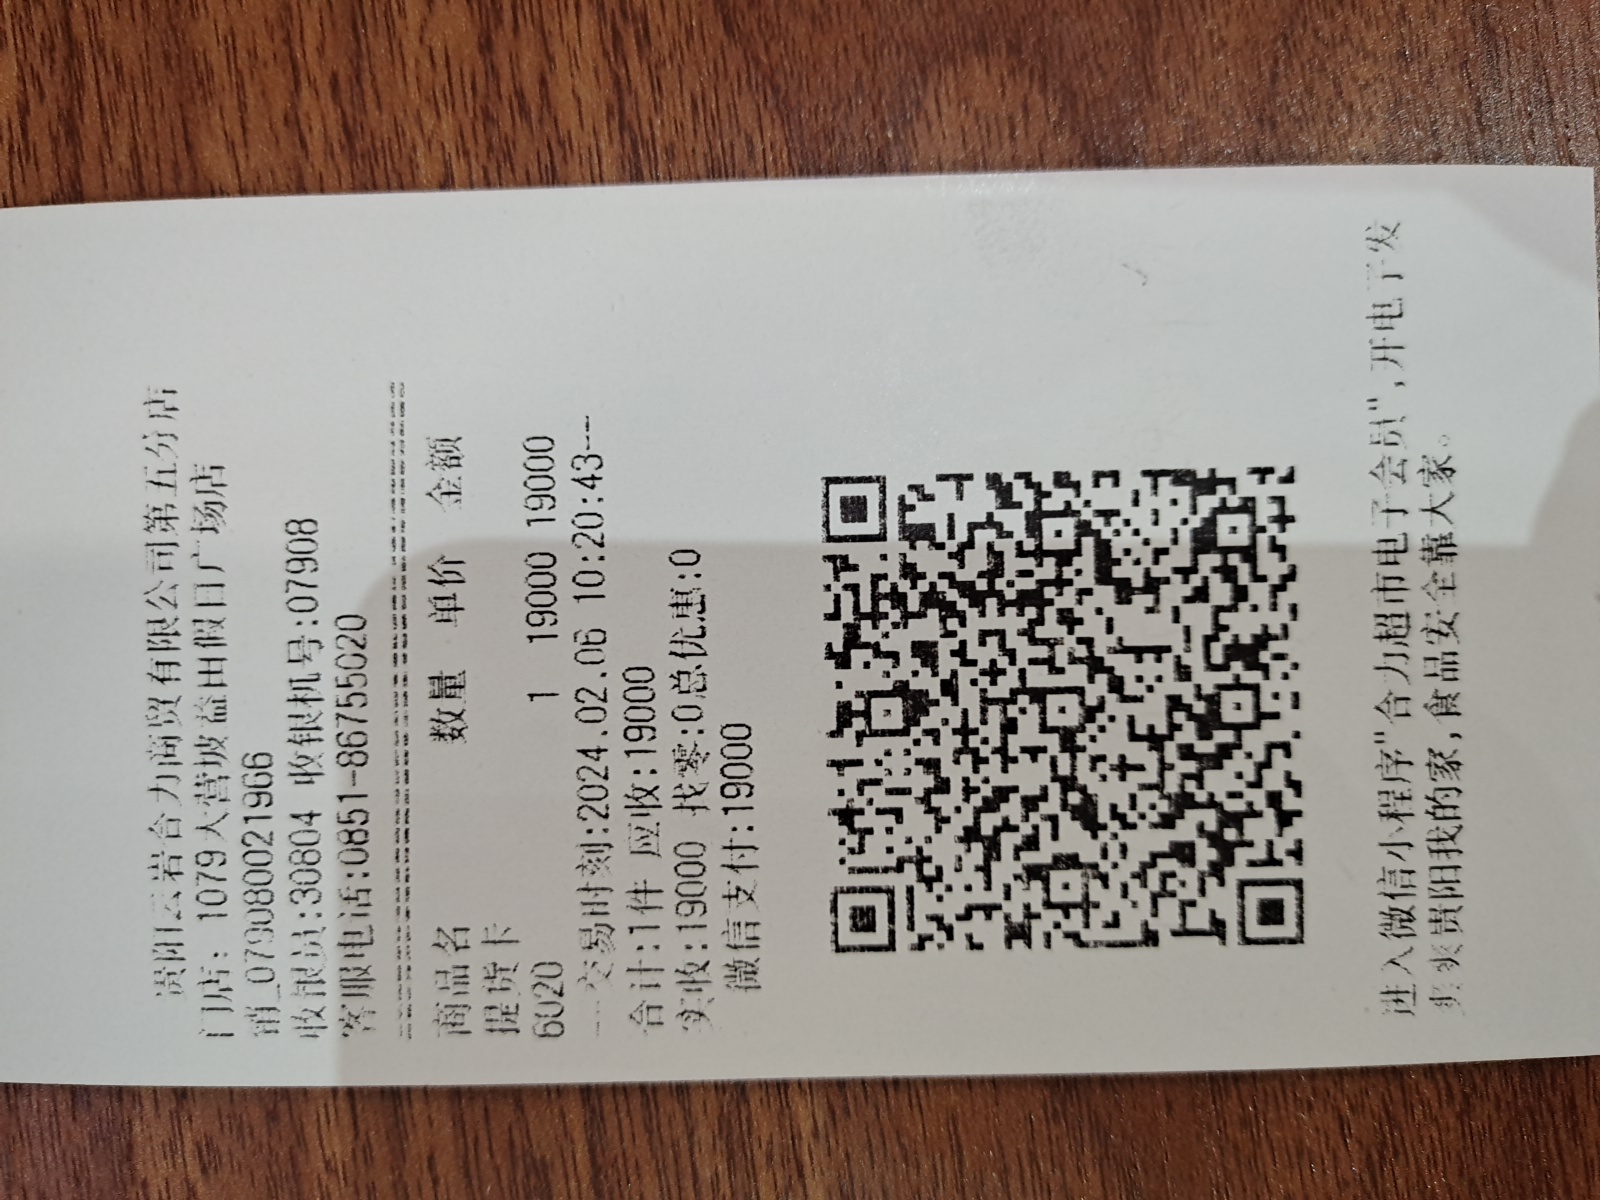 贵阳云岩合力商贸有限公司第五分店
门店: 1079大营坡益田假日广场店
销_0790800021966
收银员:30804 收银机号:07908
客服电话:0851-86755020
商品名 数量 单价 金额
提货卡
6020 1 19000 19000
---交易时刻:2024.02.06 10:20:43---
合计:1件 应收:19000
实收:19000 找零:0总优惠:0
微信支付:19000
进入微信小程序"合力超市电子会员",开电子发
爽爽贵阳我的家,食品安全靠大家。